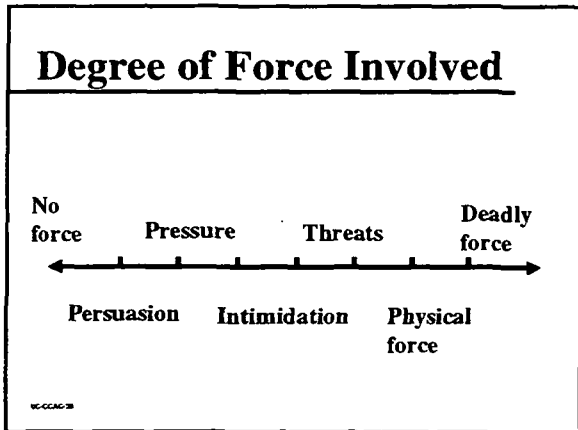 Degree of Force Involved
No force
Pressure
Threats
Deadly force
Persuasion
Intimidation
Physical force